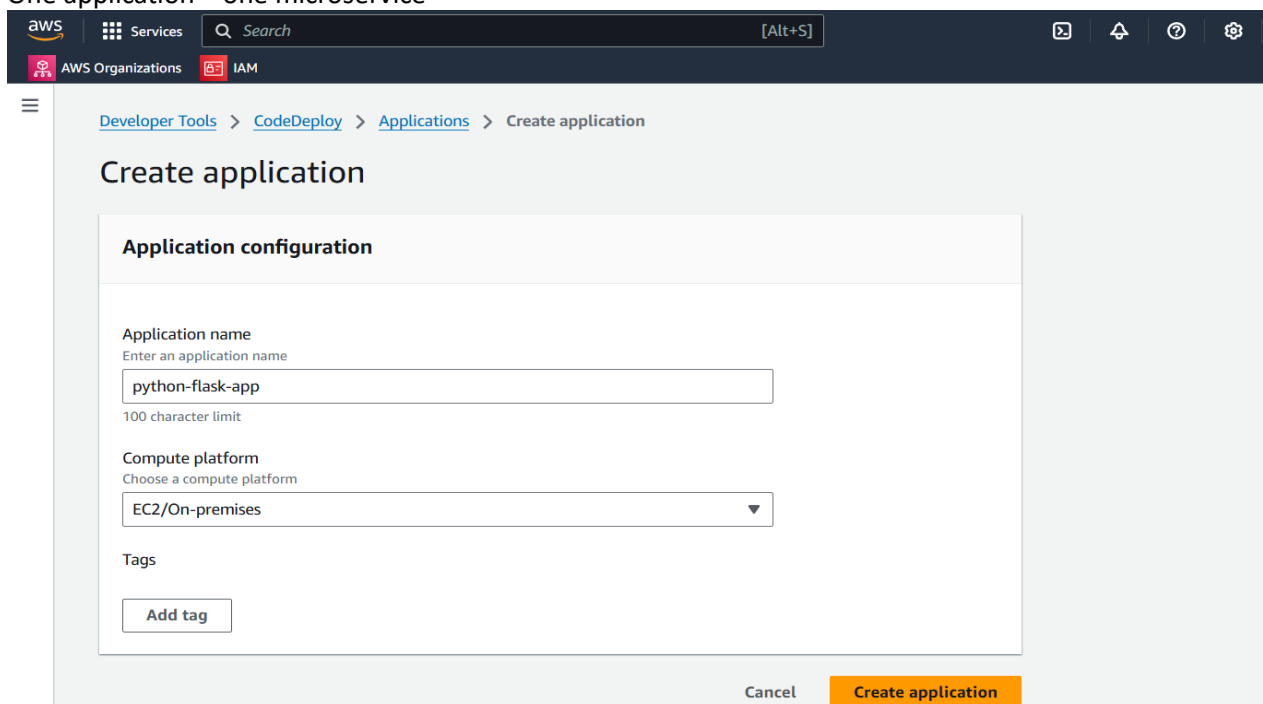 One application – one microservice
aws Services Search [Alt+S]
AWS Organizations IAM
Developer Tools > CodeDeploy > Applications > Create application
Create application
Application configuration
Application name
Enter an application name
python-flask-app
100 character limit
Compute platform
Choose a compute platform
EC2/On-premises
Tags
Add tag
Cancel Create application